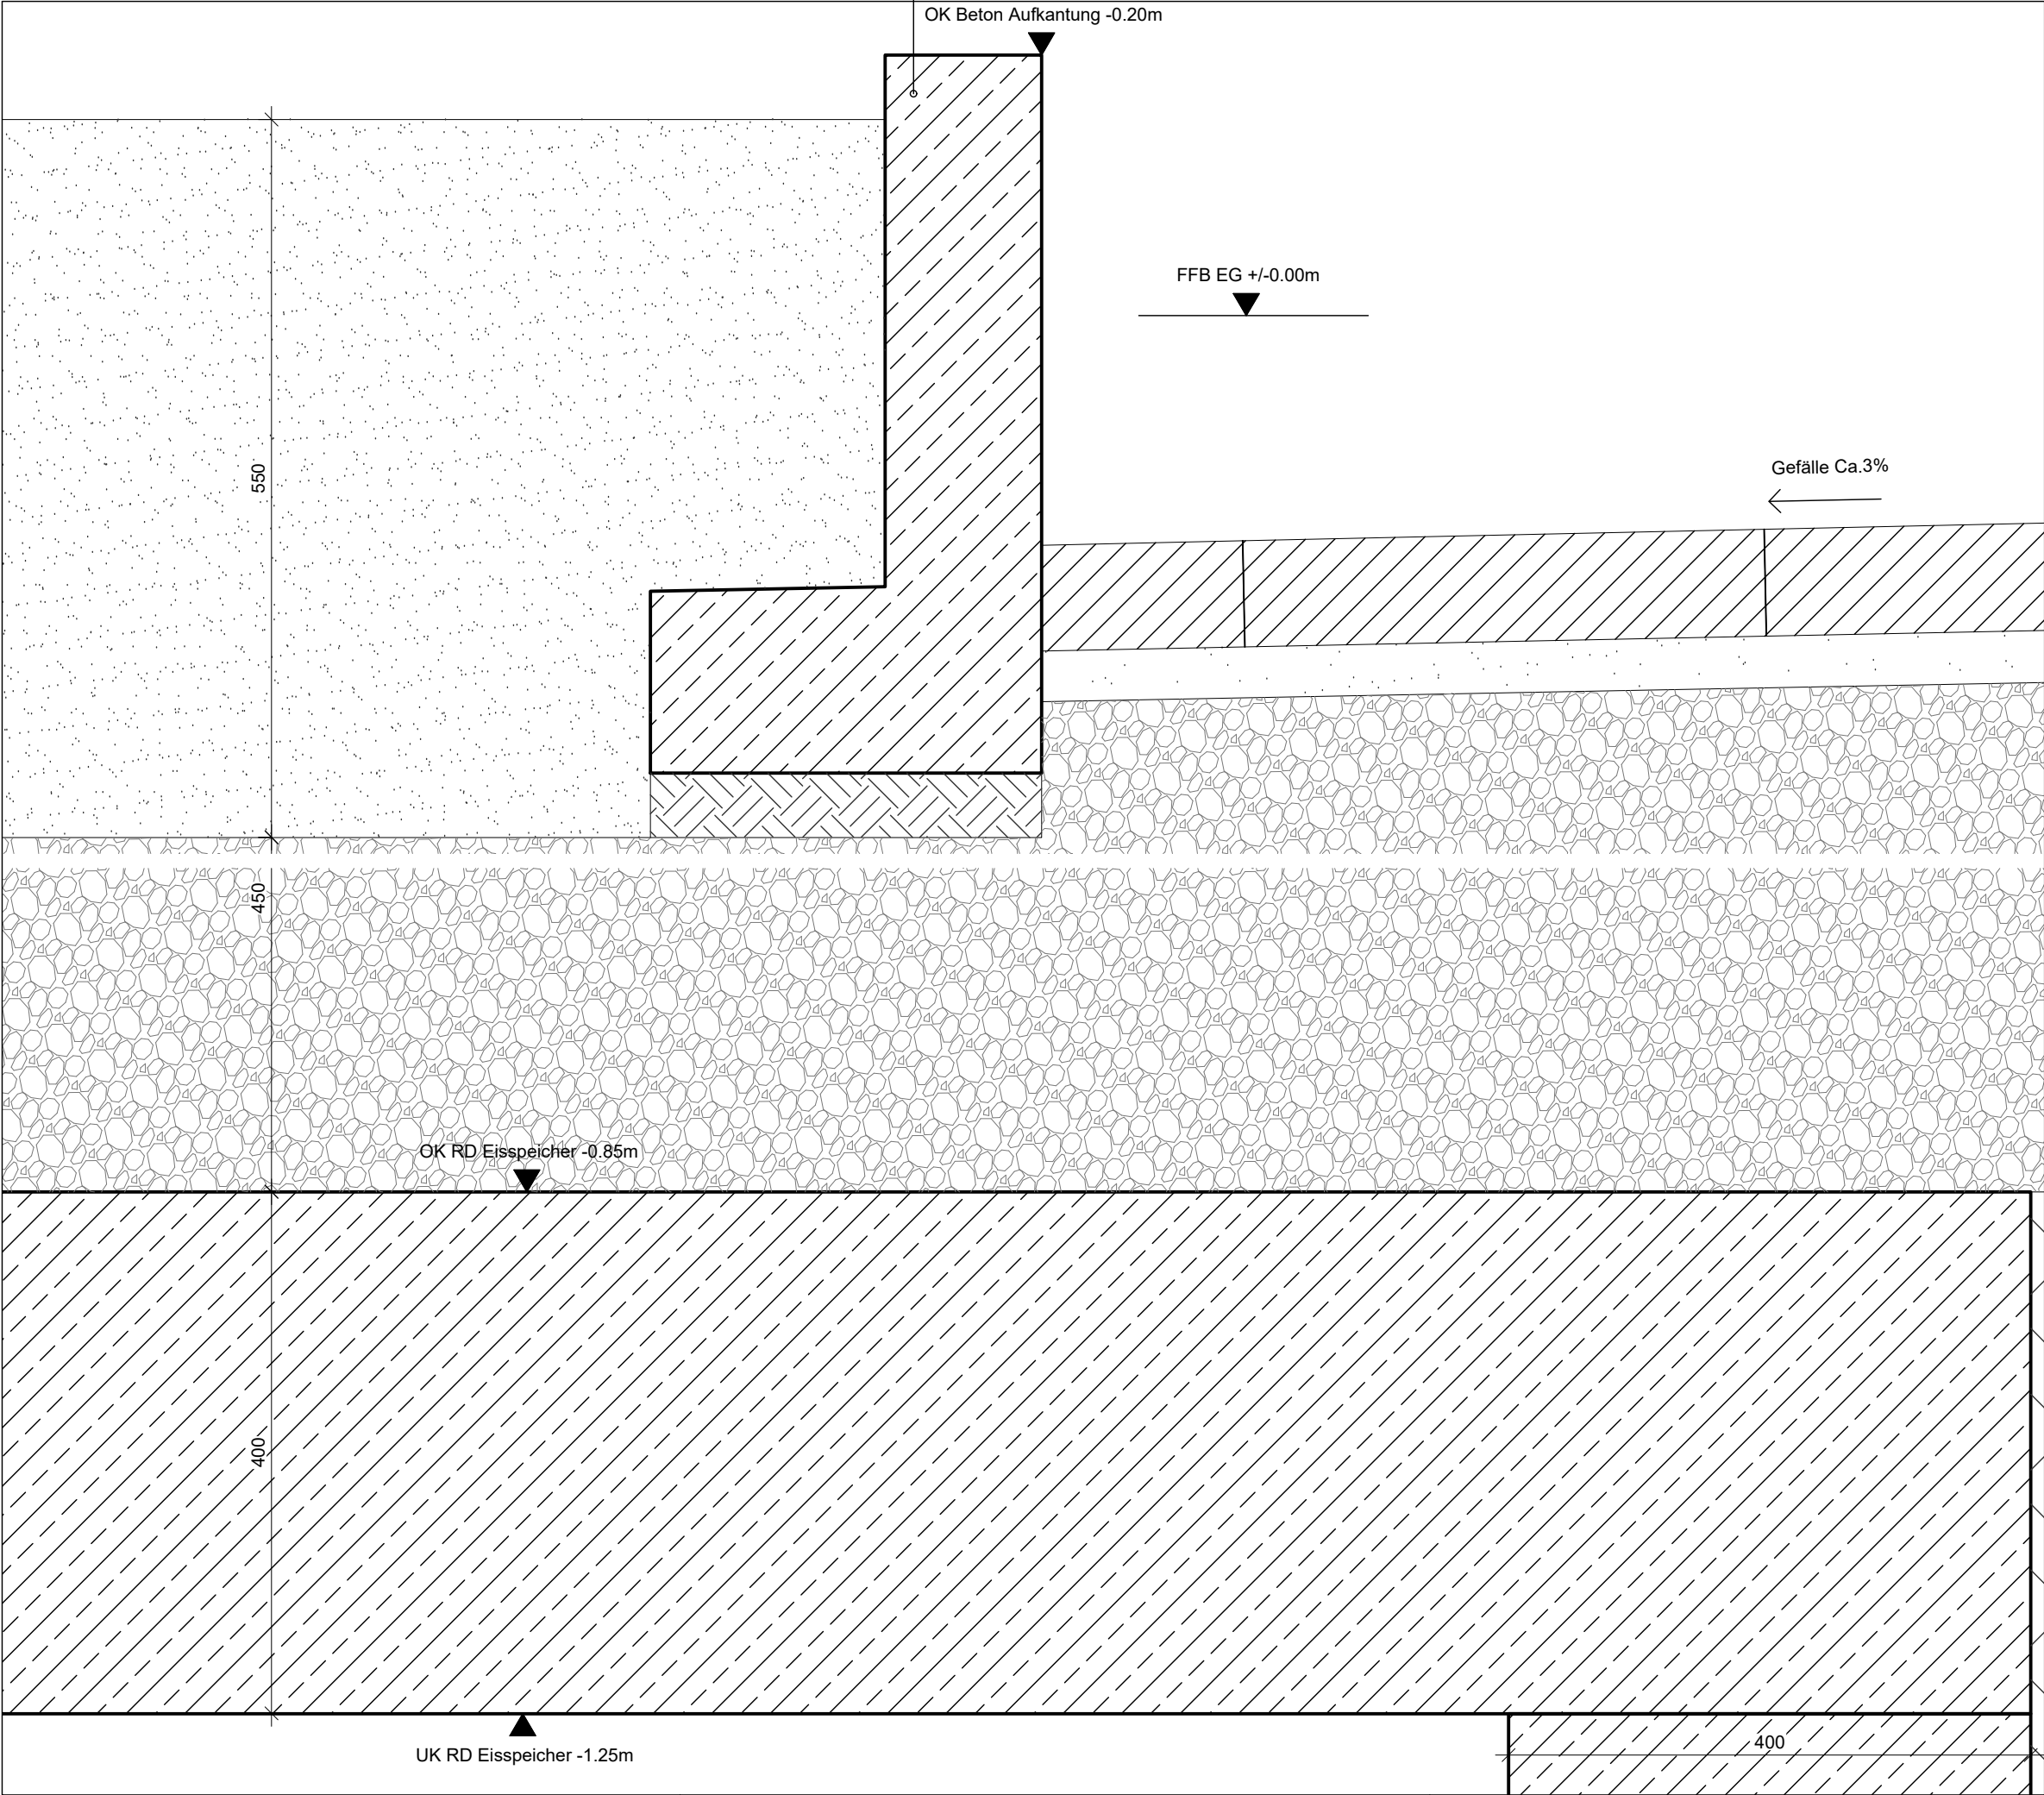 OK Beton Aufkantung -0.20m
FFB EG +/-0.00m
Gefälle Ca.3%
550
450
OK RD Eisspeicher -0.85m
400
UK RD Eisspeicher -1.25m
400